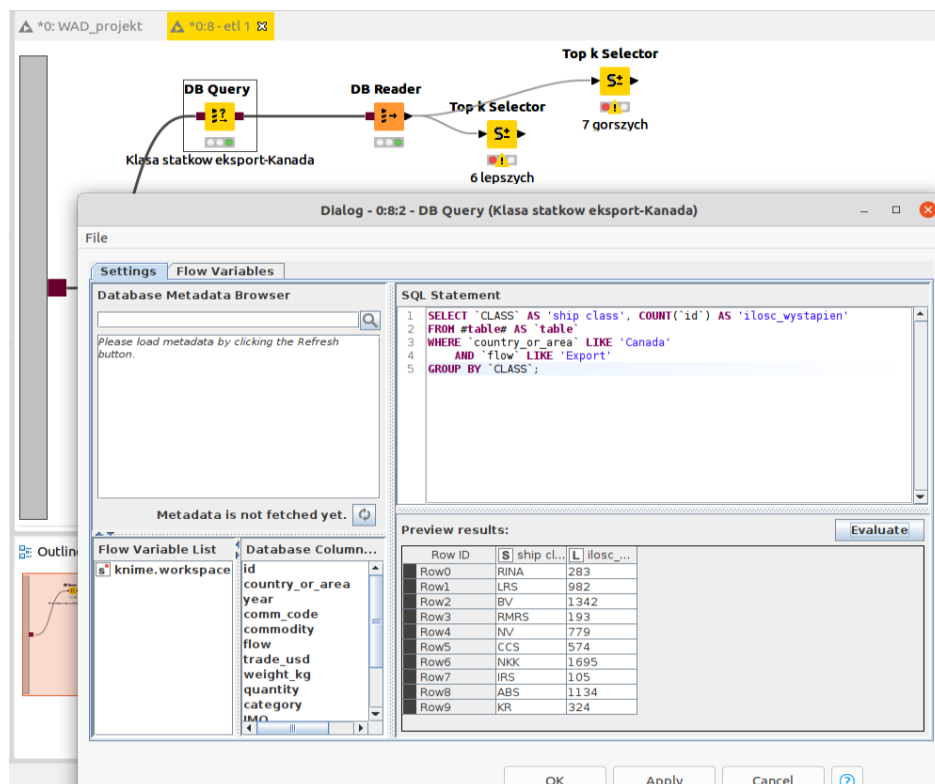 *0: WAD_projekt
*0:8 - etl 1
Top k Selector
DB Query
DB Reader
Top k Selector
7 gorszych
Klasa statkow eksport-Kanada
6 lepszych
Dialog - 0:8:2 - DB Query (Klasa statkow eksport-Kanada)
File
Settings
Flow Variables
Database Metadata Browser
Please load metadata by clicking the Refresh
button.
Metadata is not fetched yet.
SQL Statement
1 SELECT `CLASS` AS 'ship class', COUNT(`id`) AS 'ilosc_wystapien'
2 FROM #table# AS `table`
3 WHERE `country_or_area` LIKE 'Canada'
4 AND `flow` LIKE 'Export'
5 GROUP BY `CLASS`;
Outlin
Flow Variable List
s knime.workspace
Database Column...
id
country_or_area
year
comm_code
commodity
flow
trade_usd
weight_kg
quantity
category
IMO
Preview results:
Evaluate
Row ID S ship cl... L ilosc_...
Row0 RINA 283
Row1 LRS 982
Row2 BV 1342
Row3 RMRS 193
Row4 NV 779
Row5 CCS 574
Row6 NKK 1695
Row7 IRS 105
Row8 ABS 1134
Row9 KR 324
OK
Apply
Cancel
?